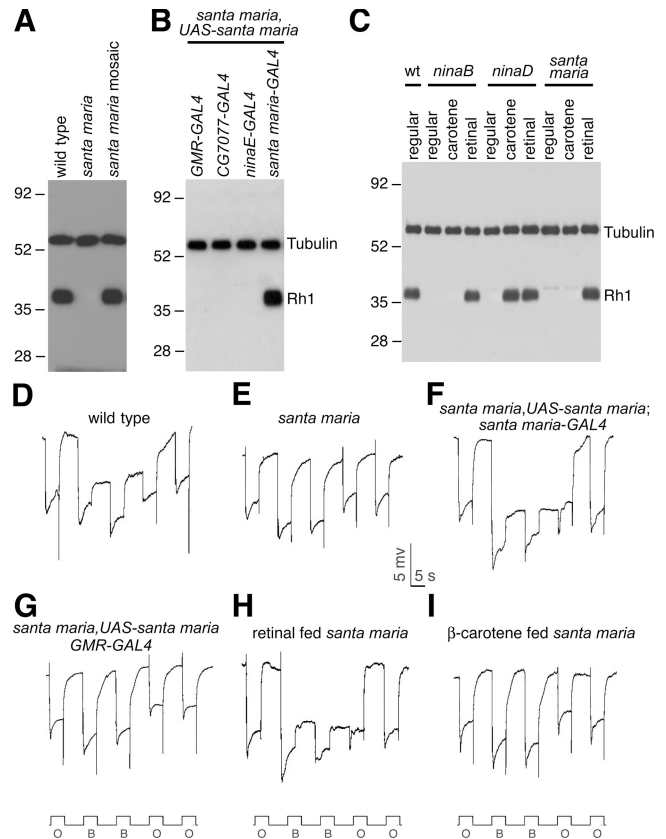 A
wild type
santa maria
santa maria mosaic
92
52
35
28
B
santa maria,
UAS-santa maria
GMR-GAL4
CG7077-GAL4
ninaE-GAL4
santa maria-GAL4
92
52
35
28
Tubulin
Rh1
C
wt
ninaB
ninaD
santa
maria
regular
regular
carotene
retinal
regular
carotene
retinal
regular
carotene
retinal
92
52
35
28
Tubulin
Rh1
D
wild type
E
santa maria
F
santa maria,UAS-santa maria;
santa maria-GAL4
5 mv
5 s
G
santa maria,UAS-santa maria
GMR-GAL4
H
retinal fed santa maria
I
β-carotene fed santa maria
O B B O O
O B B O O
O B B O O